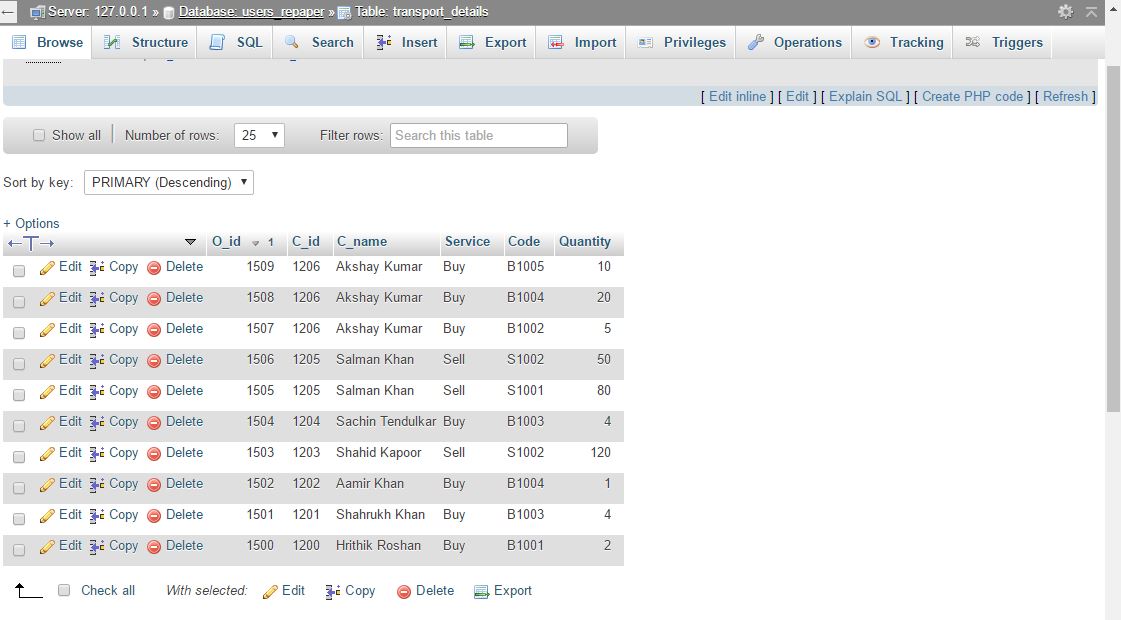 Server: 127.0.0.1 » Database: users_repaper » Table: transport_details
Browse Structure SQL Search Insert Export Import Privileges Operations Tracking Triggers
[ Edit inline ] [ Edit ] [ Explain SQL ] [ Create PHP code ] [ Refresh ]
Show all Number of rows: 25 Filter rows: Search this table
Sort by key: PRIMARY (Descending)
+ Options
O_id 1 C_id C_name Service Code Quantity
Edit Copy Delete 1509 1206 Akshay Kumar Buy B1005 10
Edit Copy Delete 1508 1206 Akshay Kumar Buy B1004 20
Edit Copy Delete 1507 1206 Akshay Kumar Buy B1002 5
Edit Copy Delete 1506 1205 Salman Khan Sell S1002 50
Edit Copy Delete 1505 1205 Salman Khan Sell S1001 80
Edit Copy Delete 1504 1204 Sachin Tendulkar Buy B1003 4
Edit Copy Delete 1503 1203 Shahid Kapoor Sell S1002 120
Edit Copy Delete 1502 1202 Aamir Khan Buy B1004 1
Edit Copy Delete 1501 1201 Shahrukh Khan Buy B1003 4
Edit Copy Delete 1500 1200 Hrithik Roshan Buy B1001 2
Check all With selected: Edit Copy Delete Export